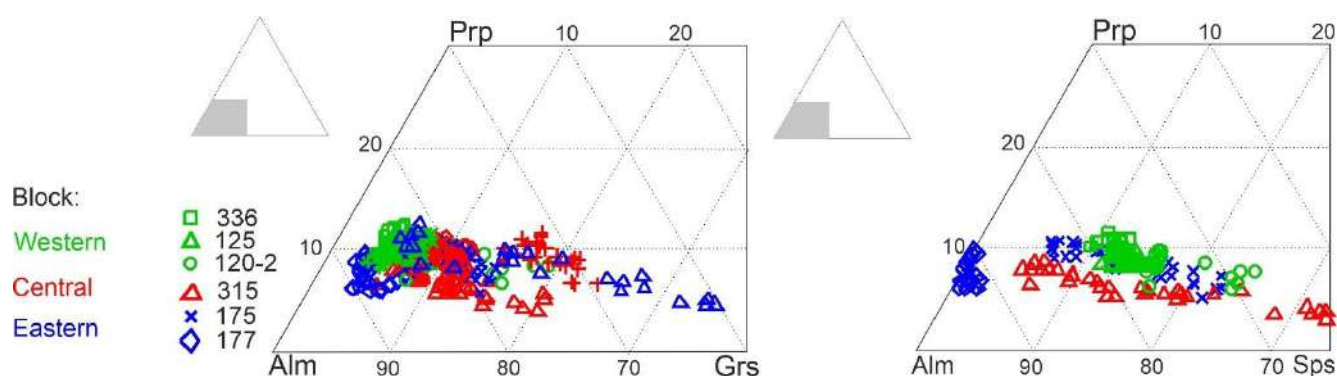 Prp 10 20
20
10
Alm 90 80 70 Grs
Prp 10 20
20
10
Alm 90 80 70 Sps
Block:
Western
Central
Eastern
336
125
120-2
315
175
177